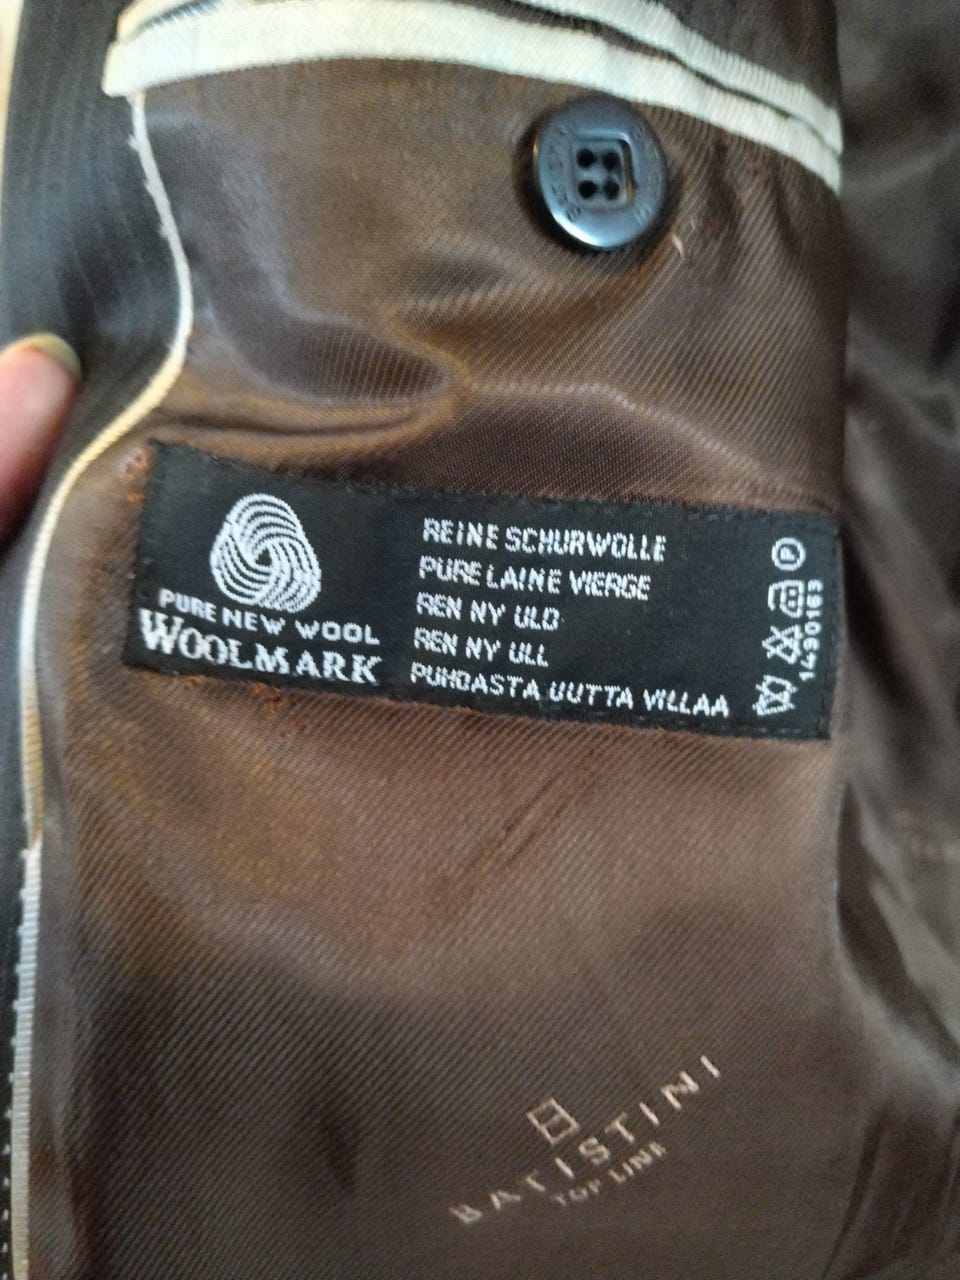 PURE NEW WOOL
WOOLMARK
REINE SCHURWOLLE
PURE LAINE VIERGE
REN NY ULD
REN NY ULL
PUHDASTA UUTTA VILLAA
P
1490163
BATISTINI
TOP LINE